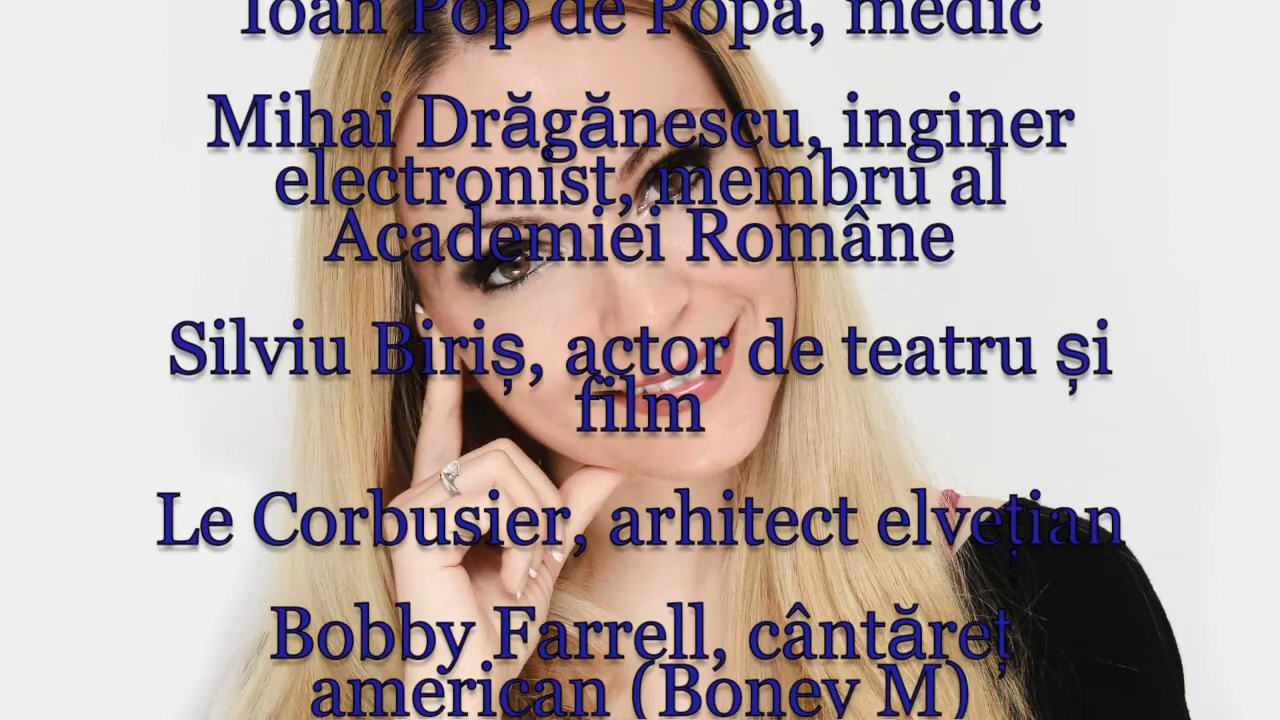 Ioan Pop de Popa, medic
Mihai Drăgănescu, inginer
electronist, membru al
Academiei Române
Silviu Biriș, actor de teatru și
film
Le Corbusier, arhitect elvețian
Bobby Farrell, cântăreț
american (Boney M)